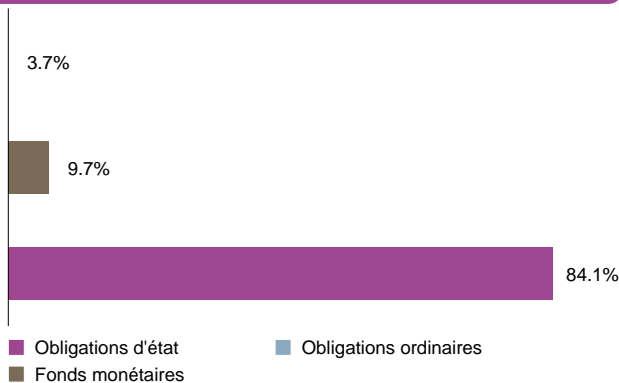 3.7%
9.7%
84.1%
Obligations d'état
Obligations ordinaires
Fonds monétaires